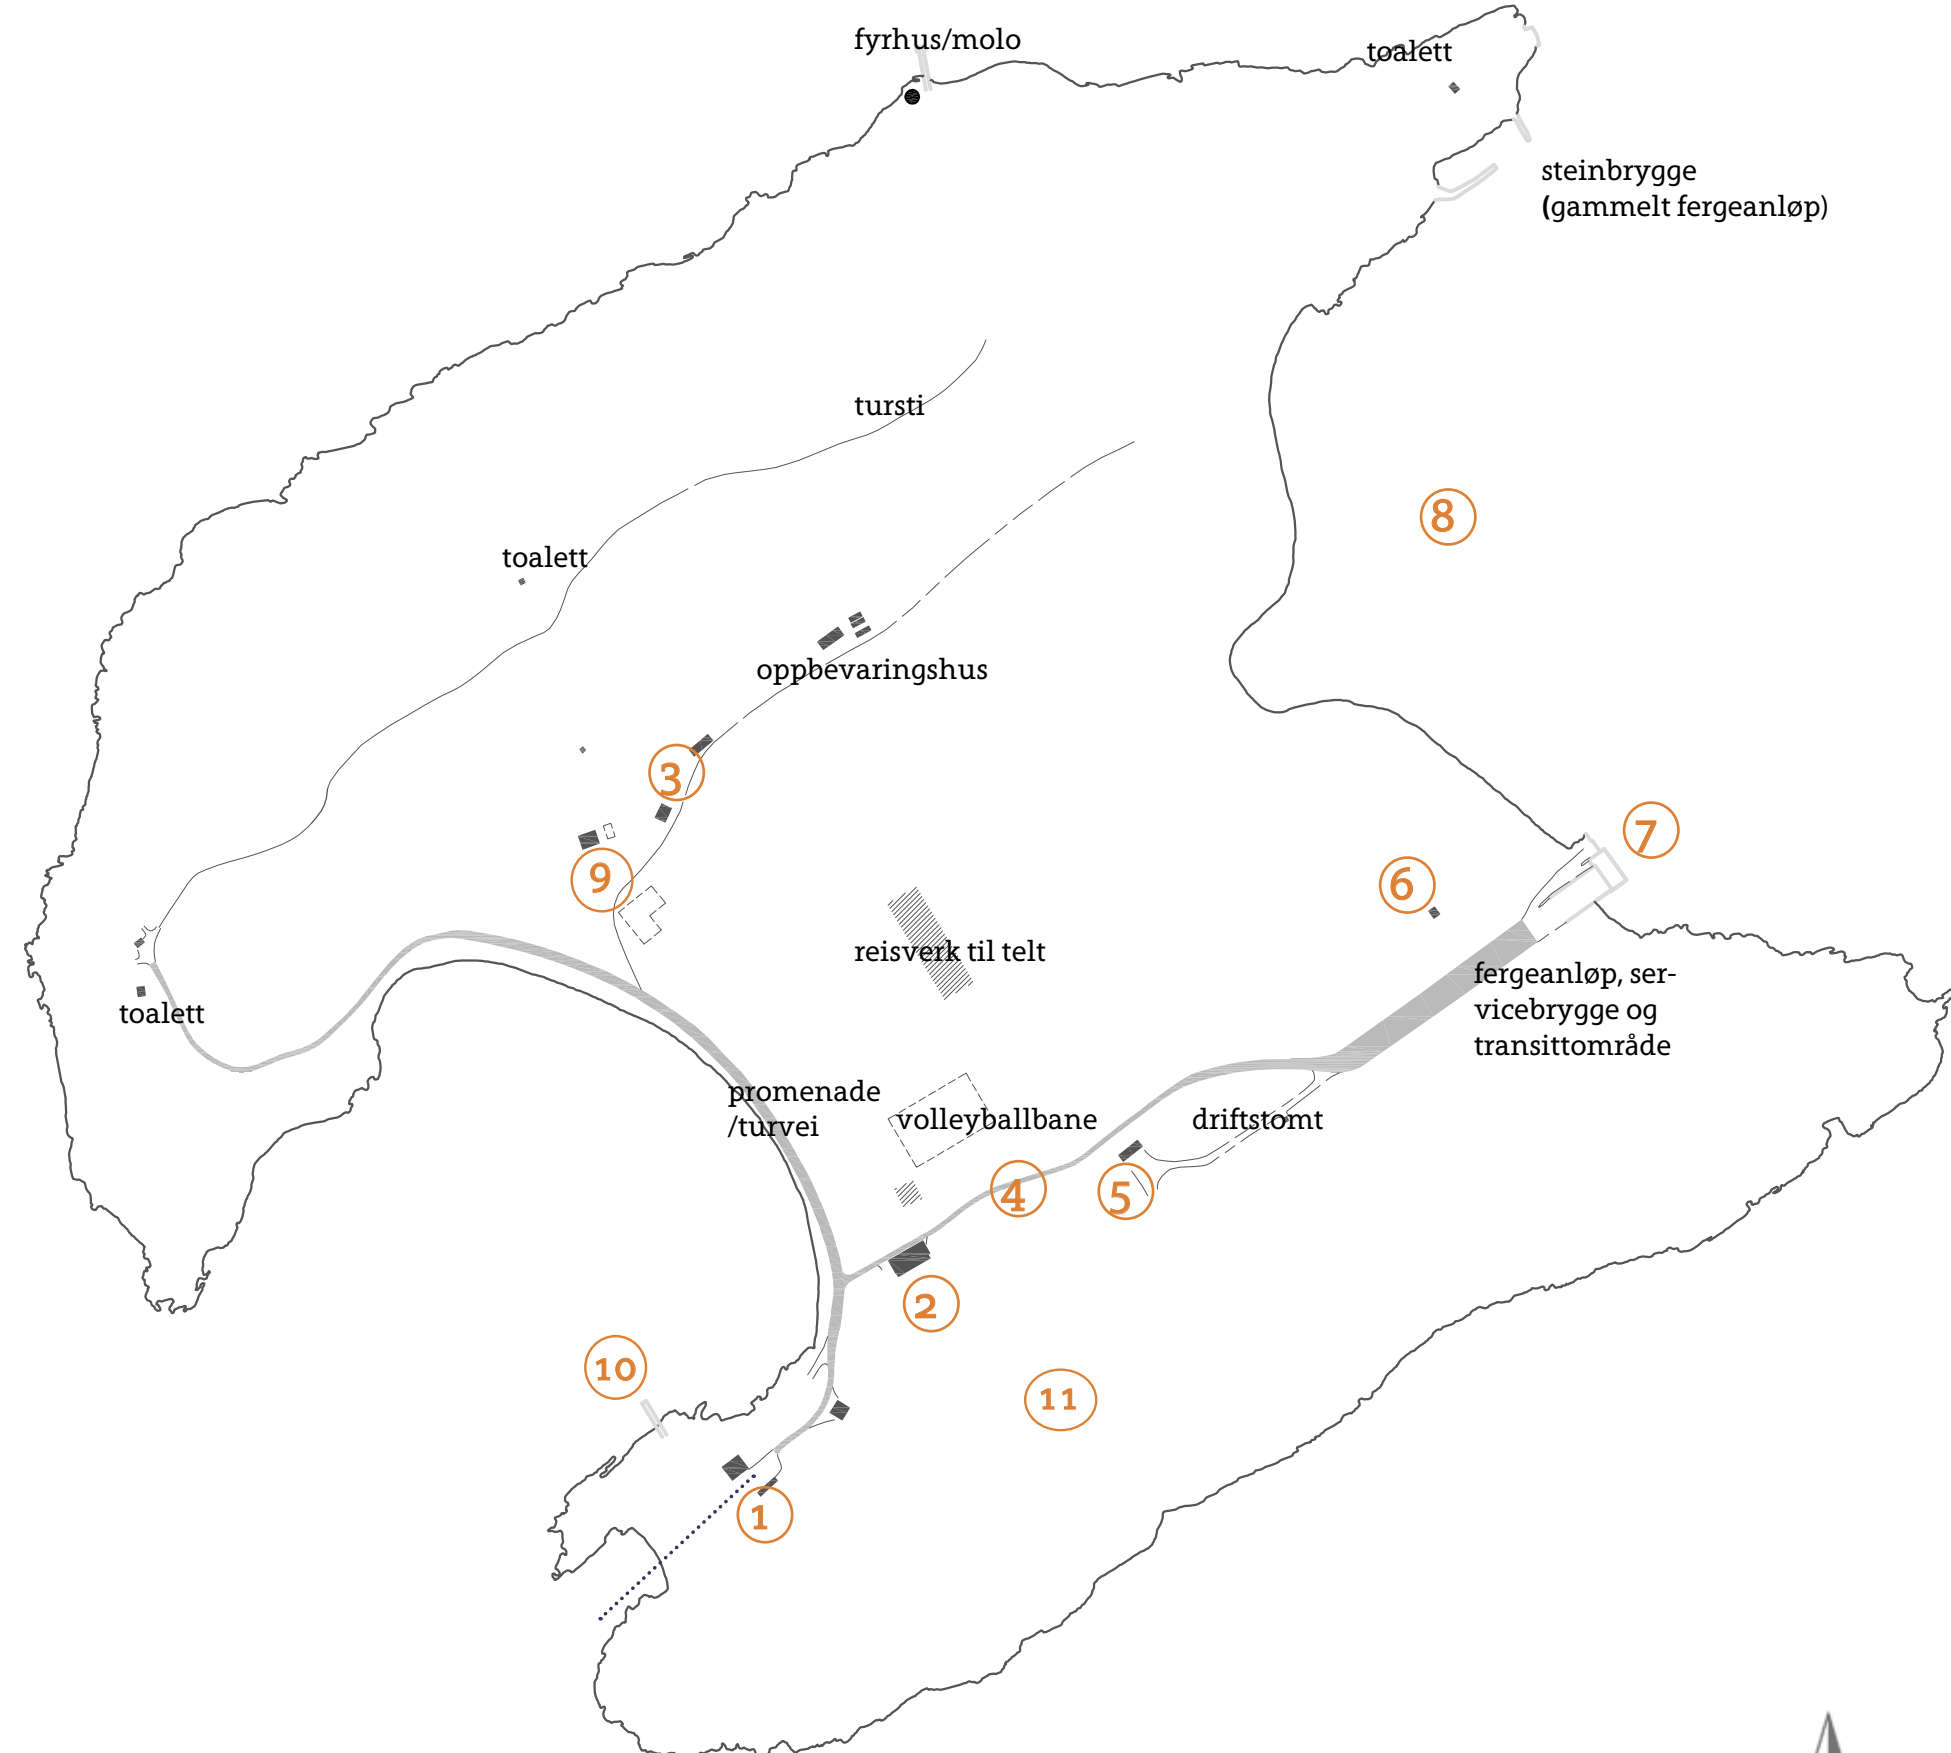 fyrhus/molo
toalett
steinbrygge
(gammelt fergeanløp)
tursti
8
toalett
oppbevaringshus
3
7
9
6
reisverk til telt
fergeanløp, ser-
vicebrygge og
transittområde
toalett
promenade
/turvei
volleyballbane
driftstomt
4
5
2
10
11
1